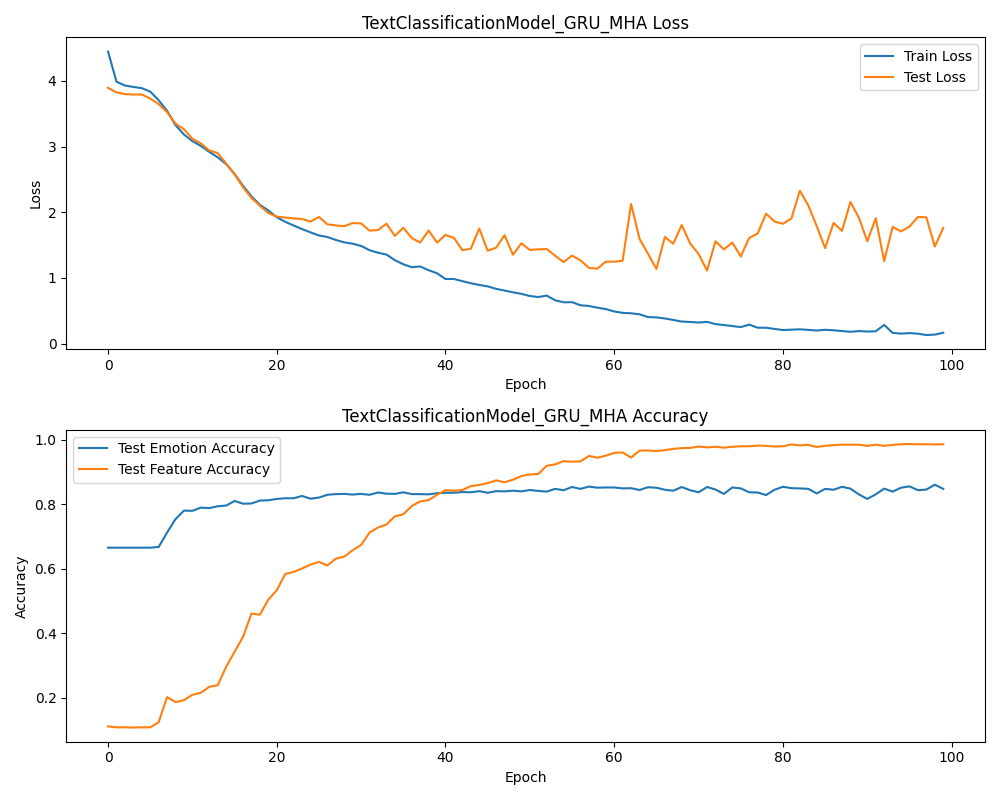 TextClassificationModel_GRU_MHA Loss
Train Loss
Test Loss
Loss
4
3
2
1
0
0 20 40 60 80 100
Epoch
TextClassificationModel_GRU_MHA Accuracy
Test Emotion Accuracy
Test Feature Accuracy
Accuracy
1.0
0.8
0.6
0.4
0.2
0 20 40 60 80 100
Epoch